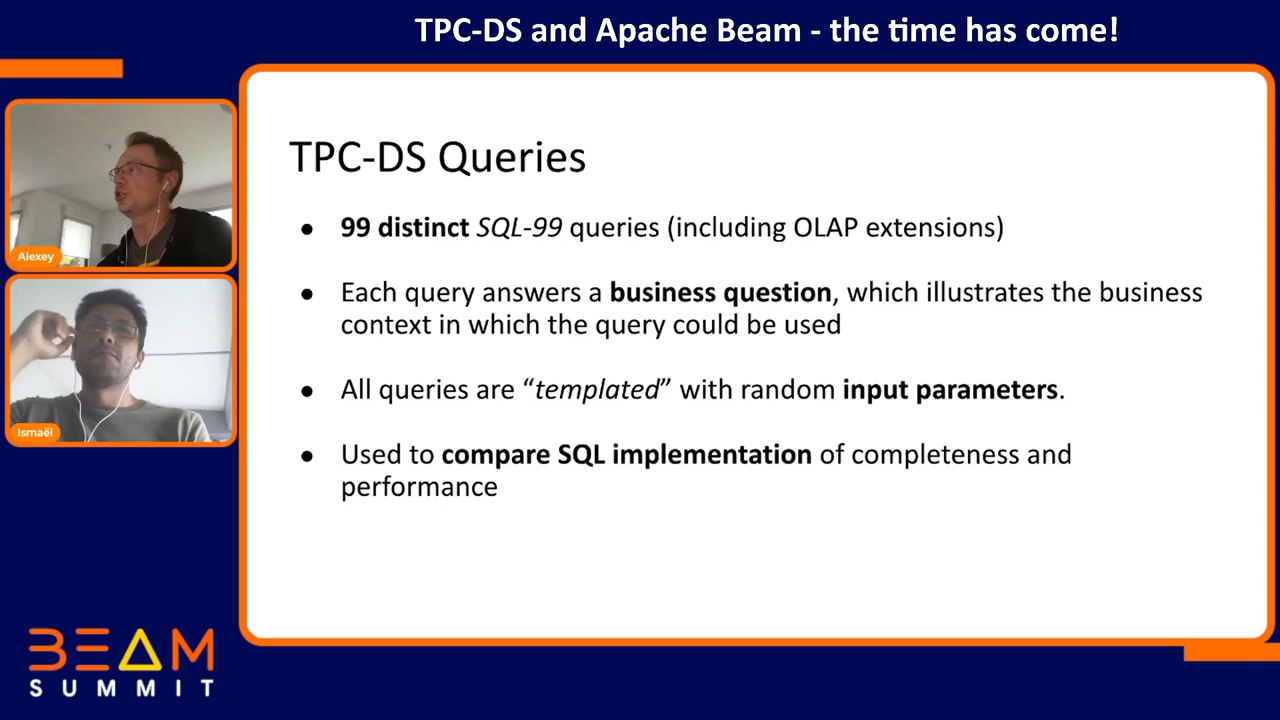 TPC-DS and Apache Beam - the time has come!
Alexey
Ismaël
TPC-DS Queries
● 99 distinct SQL-99 queries (including OLAP extensions)
● Each query answers a business question, which illustrates the business
context in which the query could be used
● All queries are “templated” with random input parameters.
● Used to compare SQL implementation of completeness and
performance
BEAM
SUMMIT